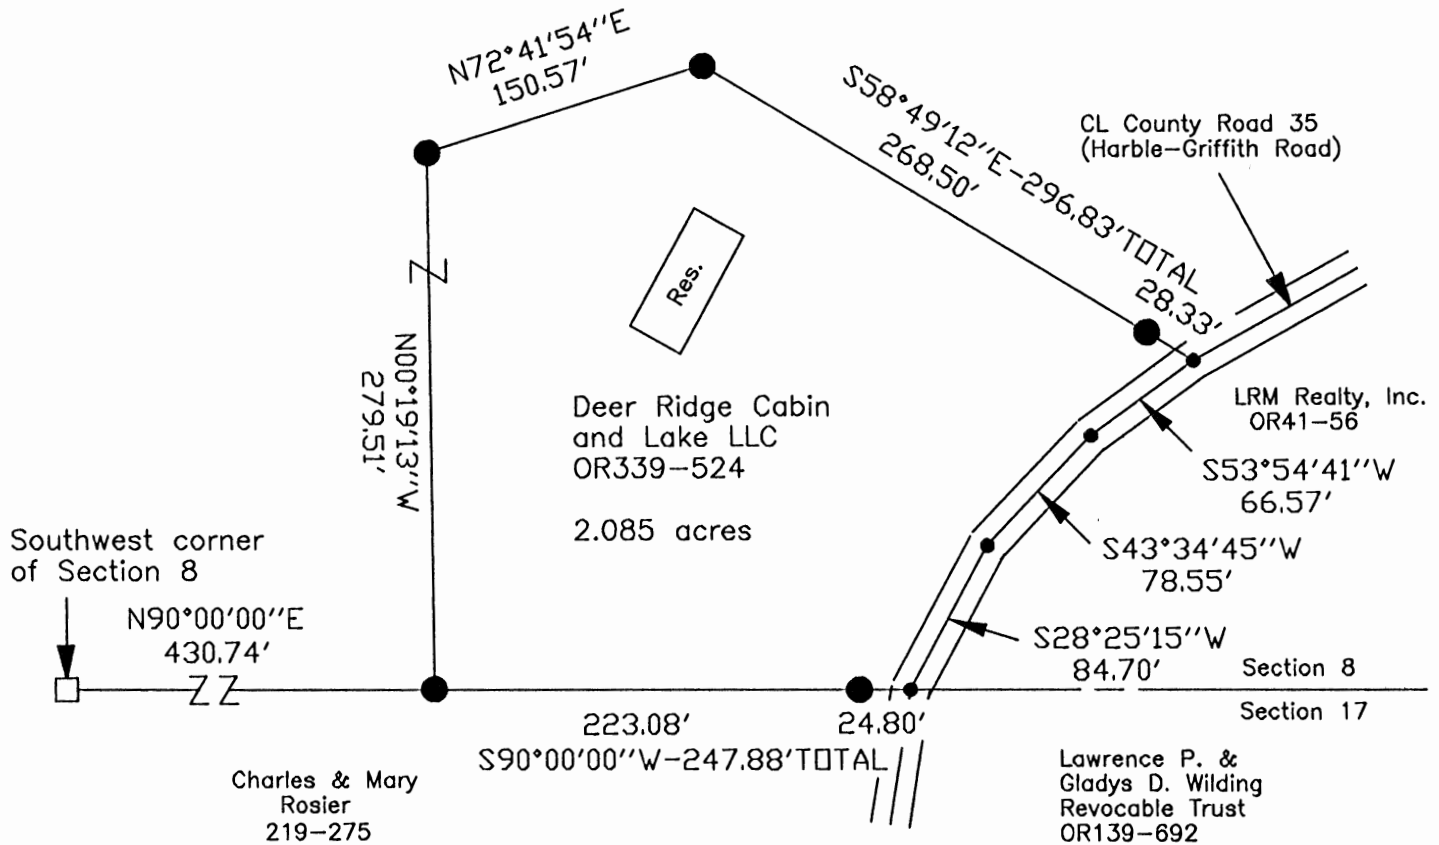 N72°41'54''E
150.57'
S58°49'12''E-296.83'TOTAL
268.50'
28.33'
CL County Road 35
(Harble-Griffith Road)
Res.
N00°19'13''W
279.51'
Deer Ridge Cabin
and Lake LLC
OR339-524
2.085 acres
LRM Realty, Inc.
OR41-56
S53°54'41''W
66.57'
S43°34'45''W
78.55'
S28°25'15''W
84.70'
Southwest corner
of Section 8
N90°00'00''E
430.74'
Section 8
Section 17
223.08'
24.80'
S90°00'00''W-247.88'TOTAL
Charles & Mary
Rosier
219-275
Lawrence P. &
Gladys D. Wilding
Revocable Trust
OR139-692